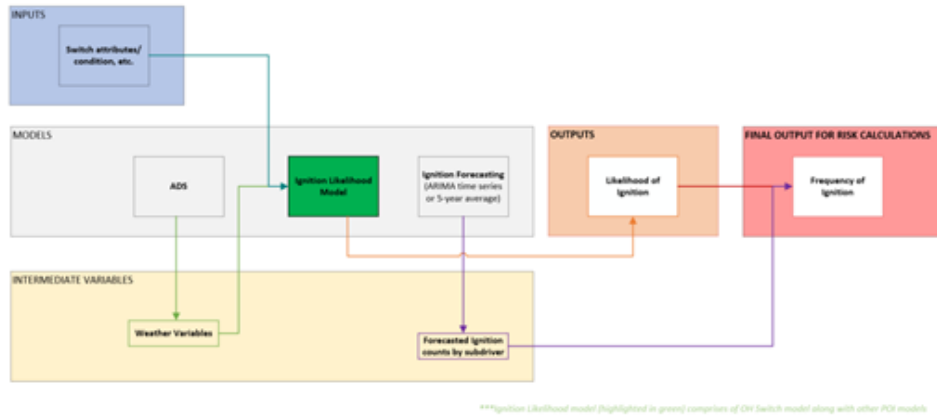 INPUTS
Switch attributes/
condition, etc.
MODELS
ADS
Ignition Likelihood
Model
Ignition Forecasting
(ARIMA time series
or 5-year average)
OUTPUTS
Likelihood of
Ignition
FINAL OUTPUT FOR RISK CALCULATIONS
Frequency of
Ignition
INTERMEDIATE VARIABLES
Weather Variables
Forecasted Ignition
counts by subdriver
***Ignition Likelihood model (highlighted in green) comprises of OH Switch model along with other POI models